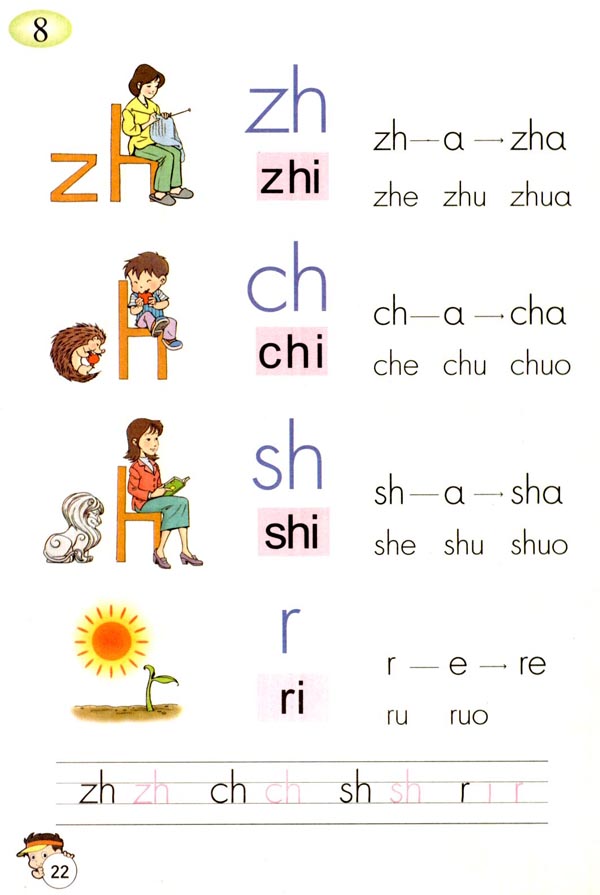 8
zh
zh
zhi
zh — a → zha
zhe zhu zhua
ch
chi
ch — a → cha
che chu chuo
sh
shi
sh — a → sha
she shu shuo
r
ri
r — e → re
ru ruo
zh zh ch ch sh sh r ı r
22